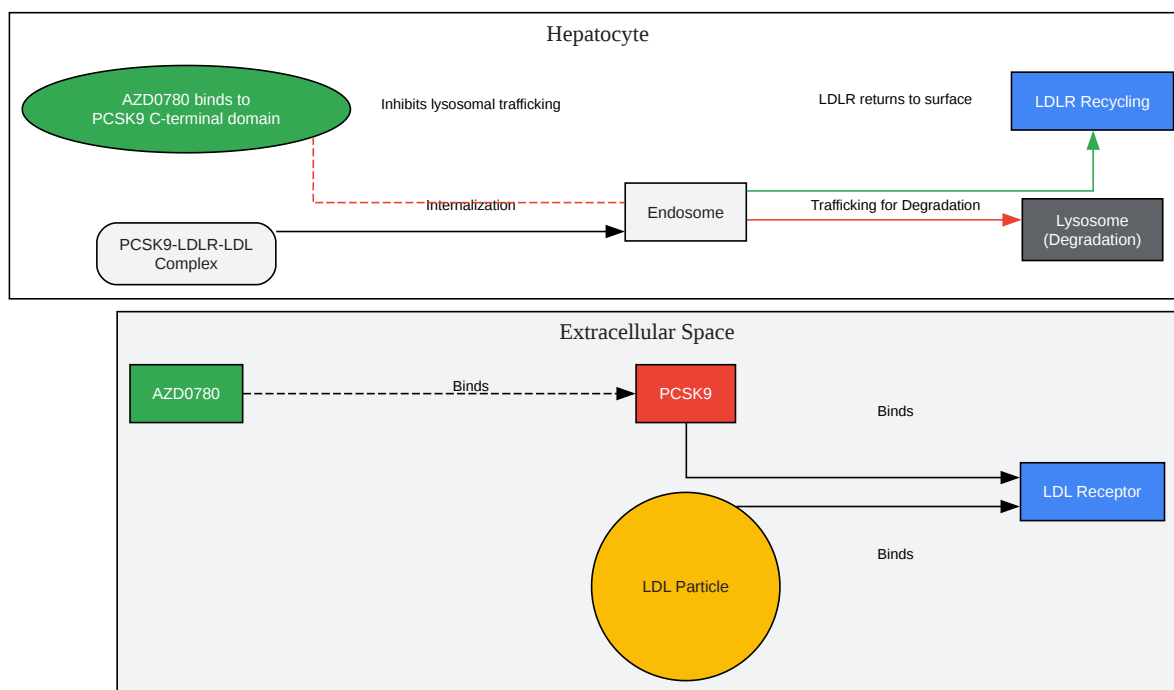 Hepatocyte
AZD0780 binds to
PCSK9 C-terminal domain
Inhibits lysosomal trafficking
LDLR returns to surface
LDLR Recycling
Internalization
Endosome
Trafficking for Degradation
Lysosome
(Degradation)
PCSK9-LDLR-LDL
Complex
Extracellular Space
AZD0780
Binds
PCSK9
Binds
LDL Receptor
Binds
LDL Particle